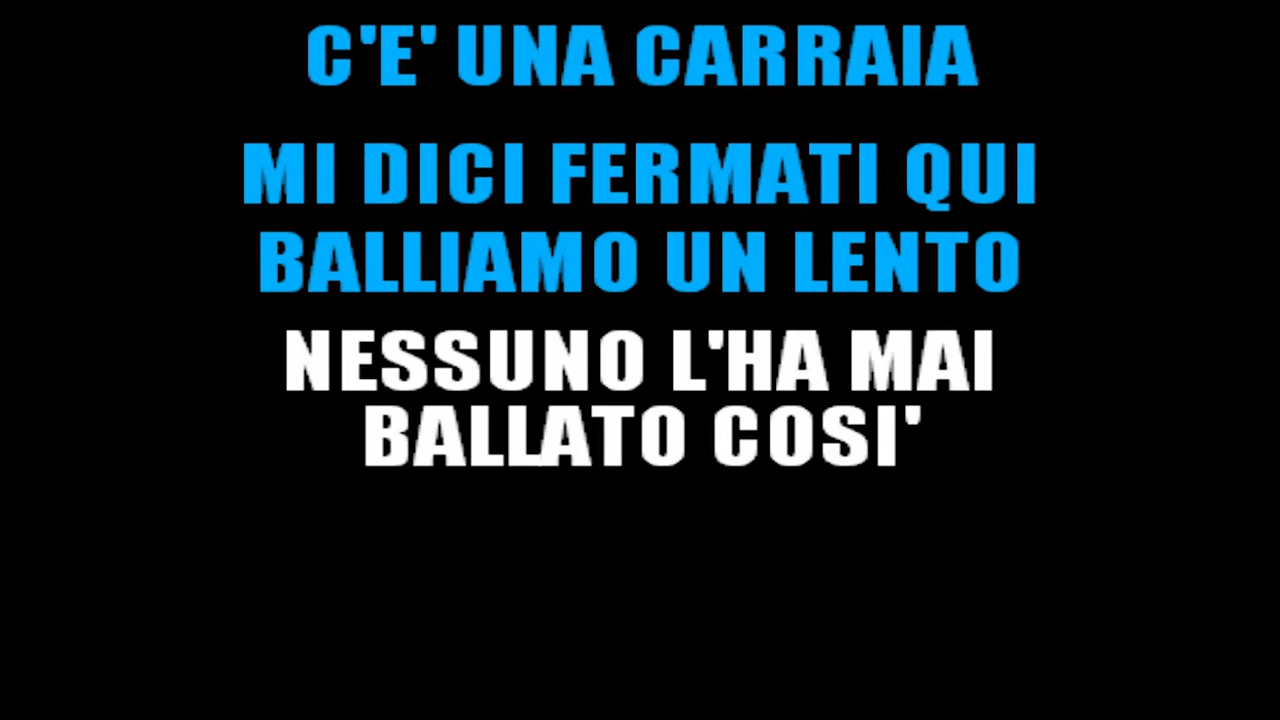 C'E' UNA CARRAIA
MI DICI FERMATI QUI
BALLIAMO UN LENTO
NESSUNO L'HA MAI
BALLATO COSI'